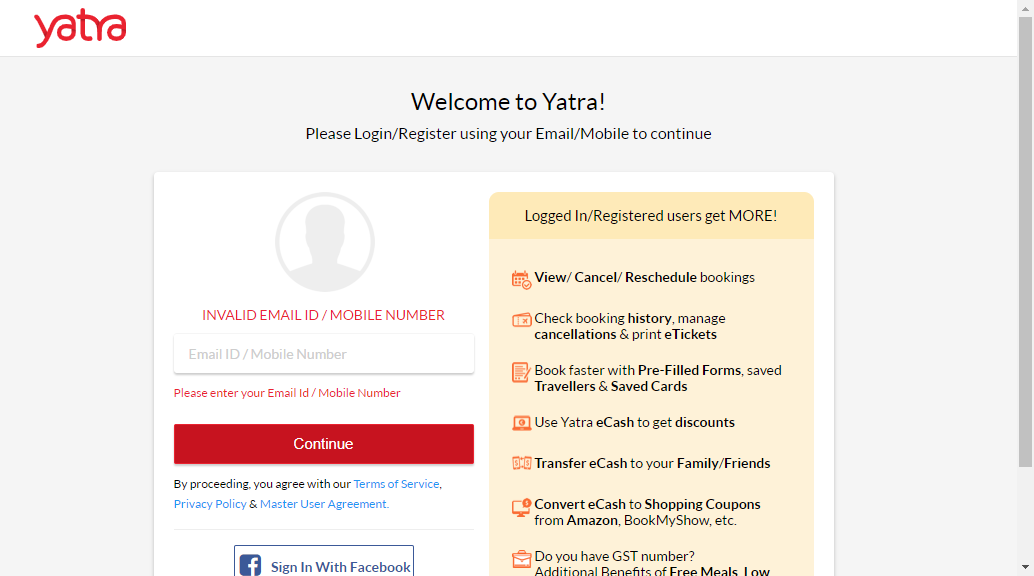 yatra
Welcome to Yatra!
Please Login/Register using your Email/Mobile to continue
INVALID EMAIL ID / MOBILE NUMBER
Email ID / Mobile Number
Please enter your Email Id / Mobile Number
Continue
By proceeding, you agree with our Terms of Service,
Privacy Policy & Master User Agreement.
Sign In With Facebook
Logged In/Registered users get MORE!
View/ Cancel/ Reschedule bookings
Check booking history, manage
cancellations & print eTickets
Book faster with Pre-Filled Forms, saved
Travellers & Saved Cards
Use Yatra eCash to get discounts
Transfer eCash to your Family/Friends
Convert eCash to Shopping Coupons
from Amazon, BookMyShow, etc.
Do you have GST number?
Additional Benefits of Free Meals, Low